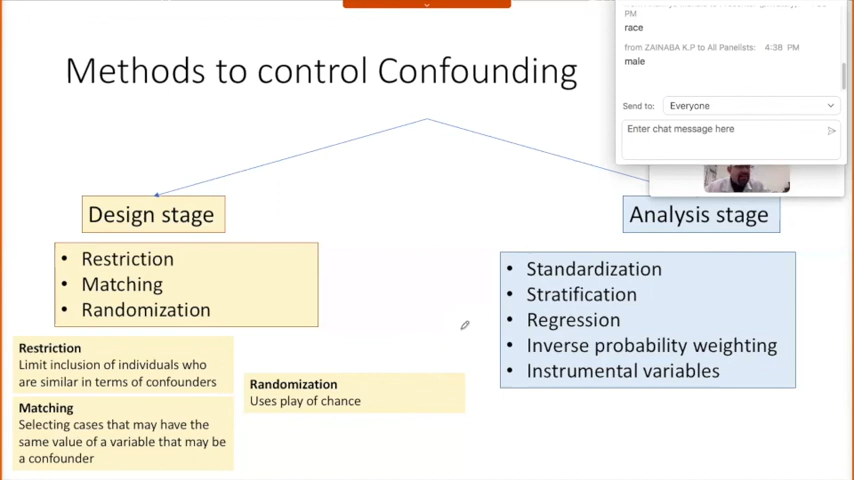 Methods to control Confounding
PM
race
from ZAINABA K.P to All Panelists: 4:38 PM
male
Send to: Everyone
Enter chat message here
Design stage
• Restriction
• Matching
• Randomization
Restriction
Limit inclusion of individuals who
are similar in terms of confounders
Matching
Selecting cases that may have the
same value of a variable that may be
a confounder
Randomization
Uses play of chance
Analysis stage
• Standardization
• Stratification
• Regression
• Inverse probability weighting
• Instrumental variables